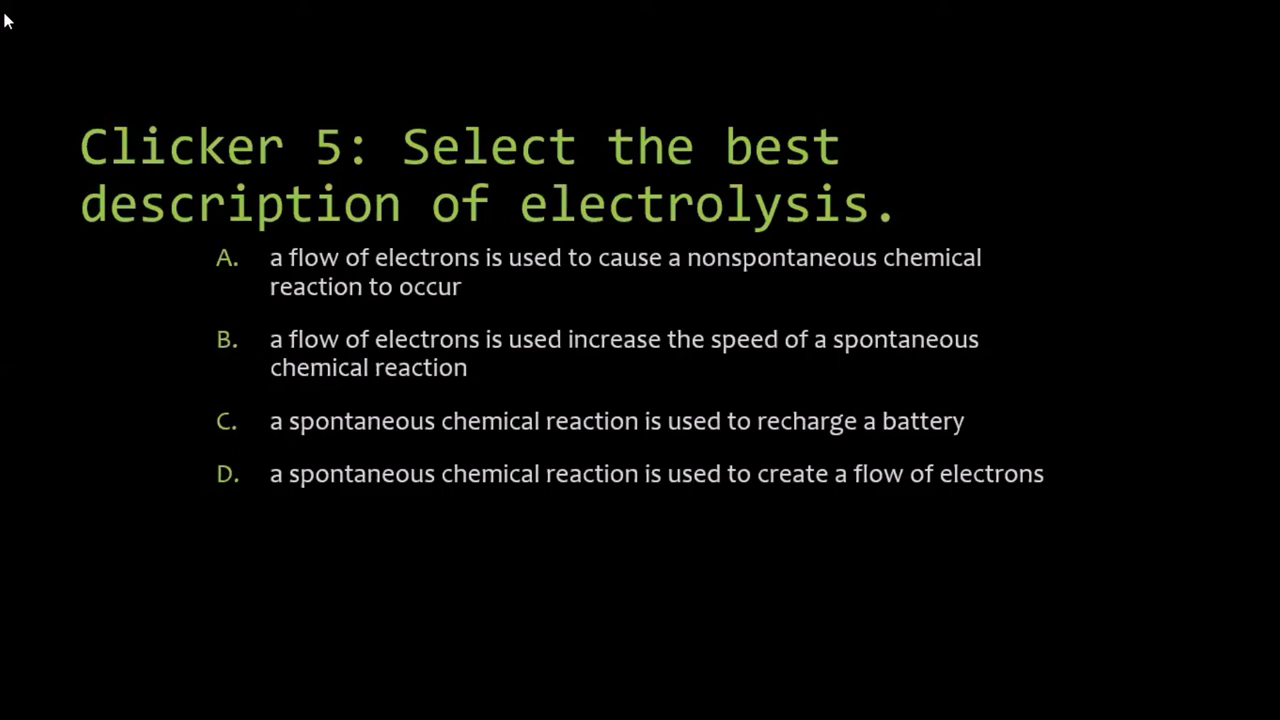 Clicker 5: Select the best
description of electrolysis.
A. a flow of electrons is used to cause a nonspontaneous chemical
reaction to occur
B. a flow of electrons is used increase the speed of a spontaneous
chemical reaction
C. a spontaneous chemical reaction is used to recharge a battery
D. a spontaneous chemical reaction is used to create a flow of electrons